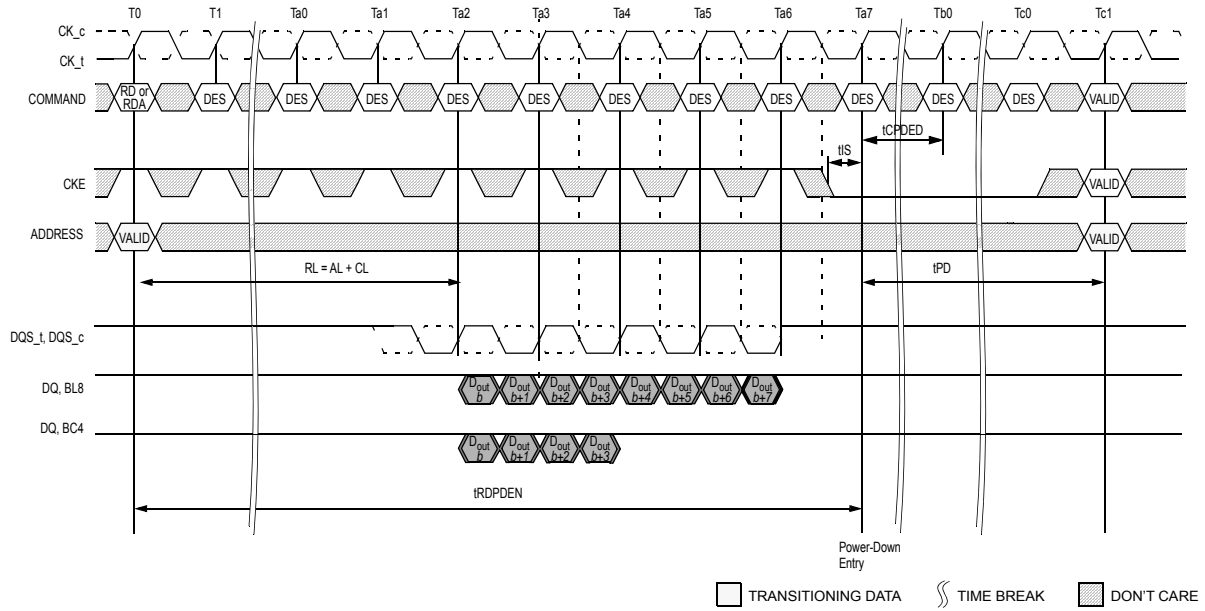 T0 T1 Ta0 Ta1 Ta2 Ta3 Ta4 Ta5 Ta6 Ta7 Tb0 Tc0 Tc1
CK_c
CK_t
COMMAND RD or RDA DES DES DES DES DES DES DES DES DES DES DES VALID
tCPDED
tIS
CKE VALID
ADDRESS VALID VALID
RL = AL + CL tPD
DQS_t, DQS_c
DQ, BL8 Dout b Dout b+1 Dout b+2 Dout b+3 Dout b+4 Dout b+5 Dout b+6 Dout b+7
DQ, BC4 Dout b Dout b+1 Dout b+2 Dout b+3
tRDPDEN
Power-Down
Entry
TRANSITIONING DATA TIME BREAK DON'T CARE